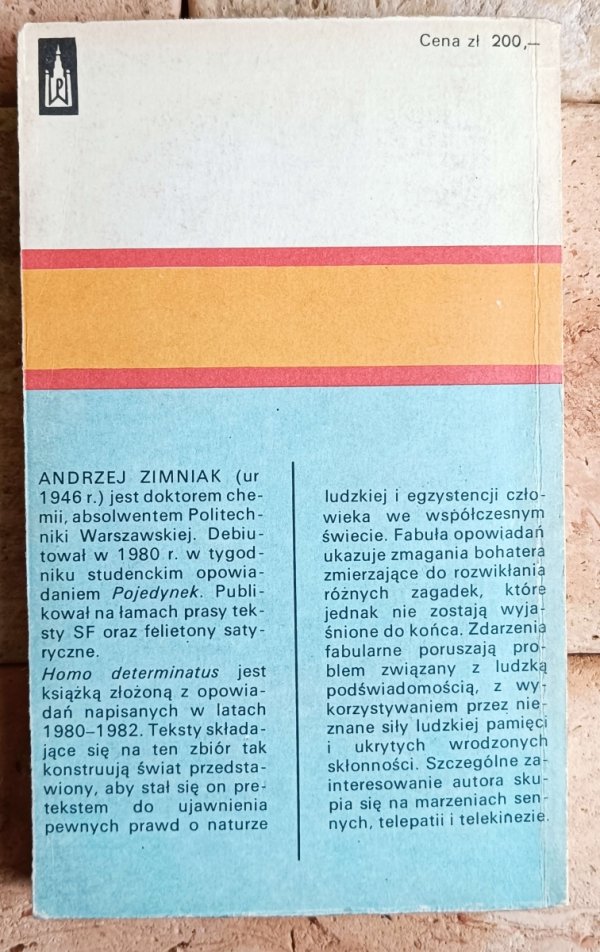 Cena zł 200,—
ANDRZEJ ZIMNIAK (ur
1946 r.) jest doktorem che-
mii, absolwentem Politech-
niki Warszawskiej. Debiu-
tował w 1980 r. w tygod-
niku studenckim opowia-
daniem Pojedynek. Publi-
kował na łamach prasy tek-
sty SF oraz felietony saty-
ryczne.
Homo determinatus jest
książką złożoną z opowia-
dań napisanych w latach
1980–1982. Teksty składa-
jące się na ten zbiór tak
konstruują świat przedsta-
wiony, aby stał się on pre-
tekstem do ujawnienia
pewnych prawd o naturze
ludzkiej i egzystencji czło-
wieka we współczesnym
świecie. Fabuła opowiadań
ukazuje zmagania bohatera
zmierzające do rozwikłania
różnych zagadek, które
jednak nie zostają wyja-
śnione do końca. Zdarzenia
fabularne poruszają pro-
blem związany z ludzką
podświadomością, z wy-
korzystywaniem przez nie-
znane siły ludzkiej pamięci
i ukrytych wrodzonych
skłonności. Szczególne za-
interesowanie autora sku-
pia się na marzeniach sen-
nych, telepatii i telekinezie.